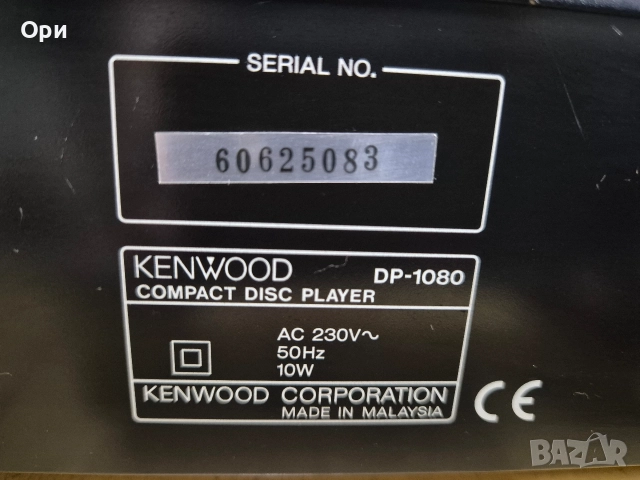 Ори
SERIAL NO.
60625083
KENWOOD DP-1080
COMPACT DISC PLAYER
AC 230V~
50Hz
10W
KENWOOD CORPORATION
MADE IN MALAYSIA
CE
BAZAR